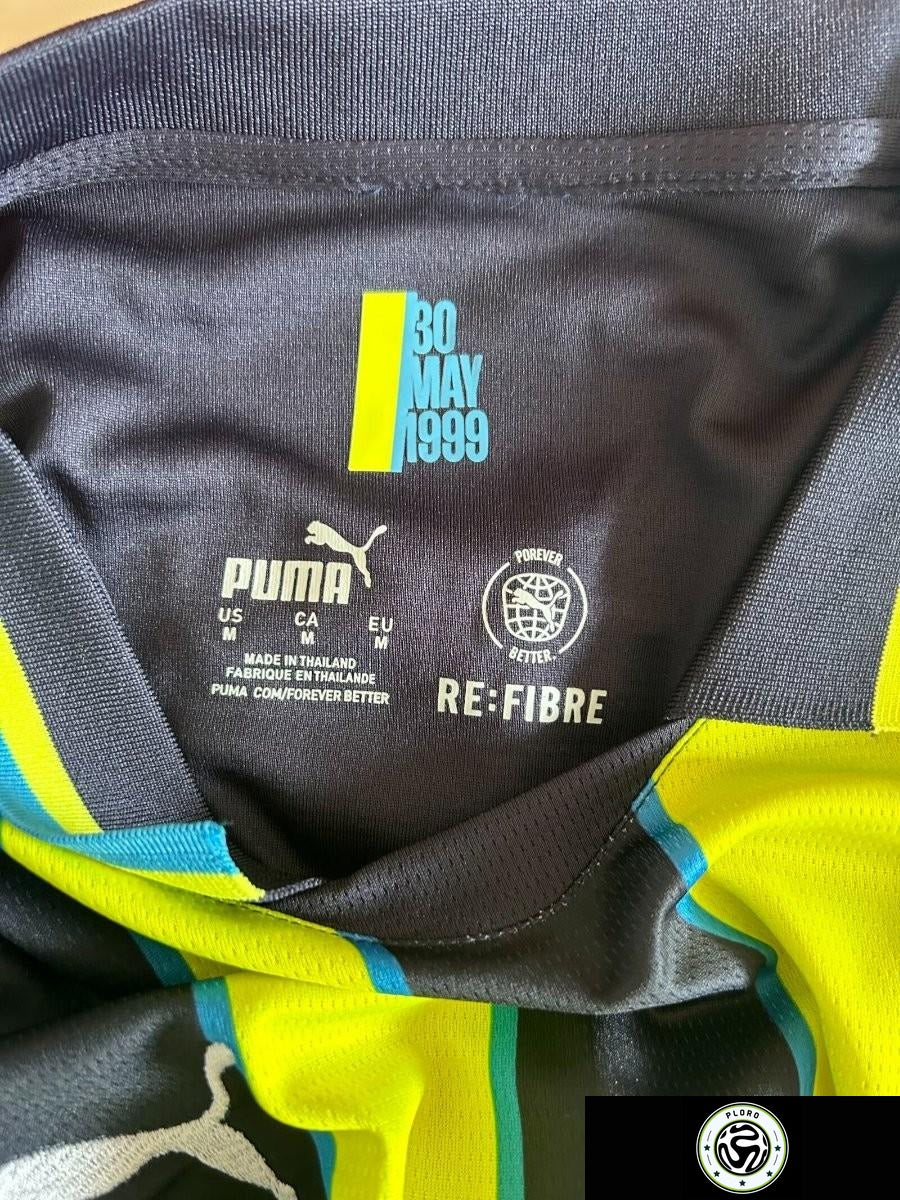 30
MAY
1999
PUMA
US CA EU
M M M
MADE IN THAILAND
FABRIQUE EN THAILANDE
PUMA COM/FOREVER BETTER
FOREVER
BETTER.
RE:FIBRE
PLORO